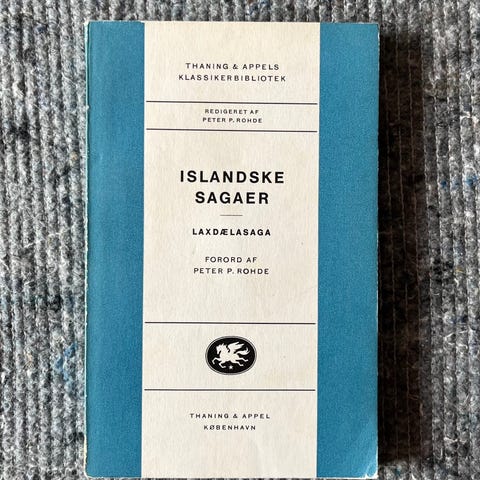 THANING & APPELS
KLASSIKERBIBLIOTEK
REDIGERET AF
PETER P. ROHDE
ISLANDSKE
SAGAER
LAXDÆLASAGA
FORORD AF
PETER P. ROHDE
THANING & APPEL
KØBENHAVN